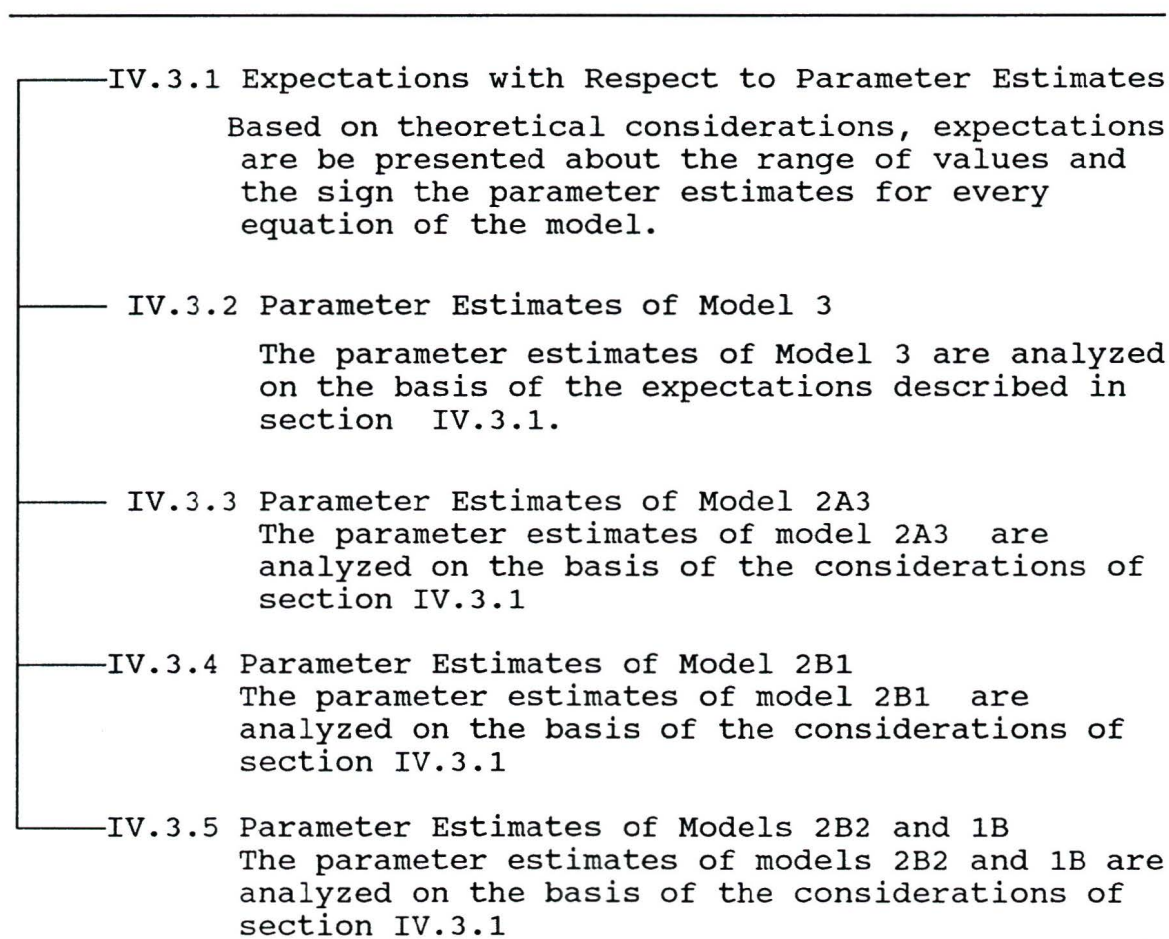 IV.3.1 Expectations with Respect to Parameter Estimates
Based on theoretical considerations, expectations
are be presented about the range of values and
the sign the parameter estimates for every
equation of the model.
IV.3.2 Parameter Estimates of Model 3
The parameter estimates of Model 3 are analyzed
on the basis of the expectations described in
section IV.3.1.
IV.3.3 Parameter Estimates of Model 2A3
The parameter estimates of model 2A3 are
analyzed on the basis of the considerations of
section IV.3.1
IV.3.4 Parameter Estimates of Model 2B1
The parameter estimates of model 2B1 are
analyzed on the basis of the considerations of
section IV.3.1
IV.3.5 Parameter Estimates of Models 2B2 and 1B
The parameter estimates of models 2B2 and 1B are
analyzed on the basis of the considerations of
section IV.3.1